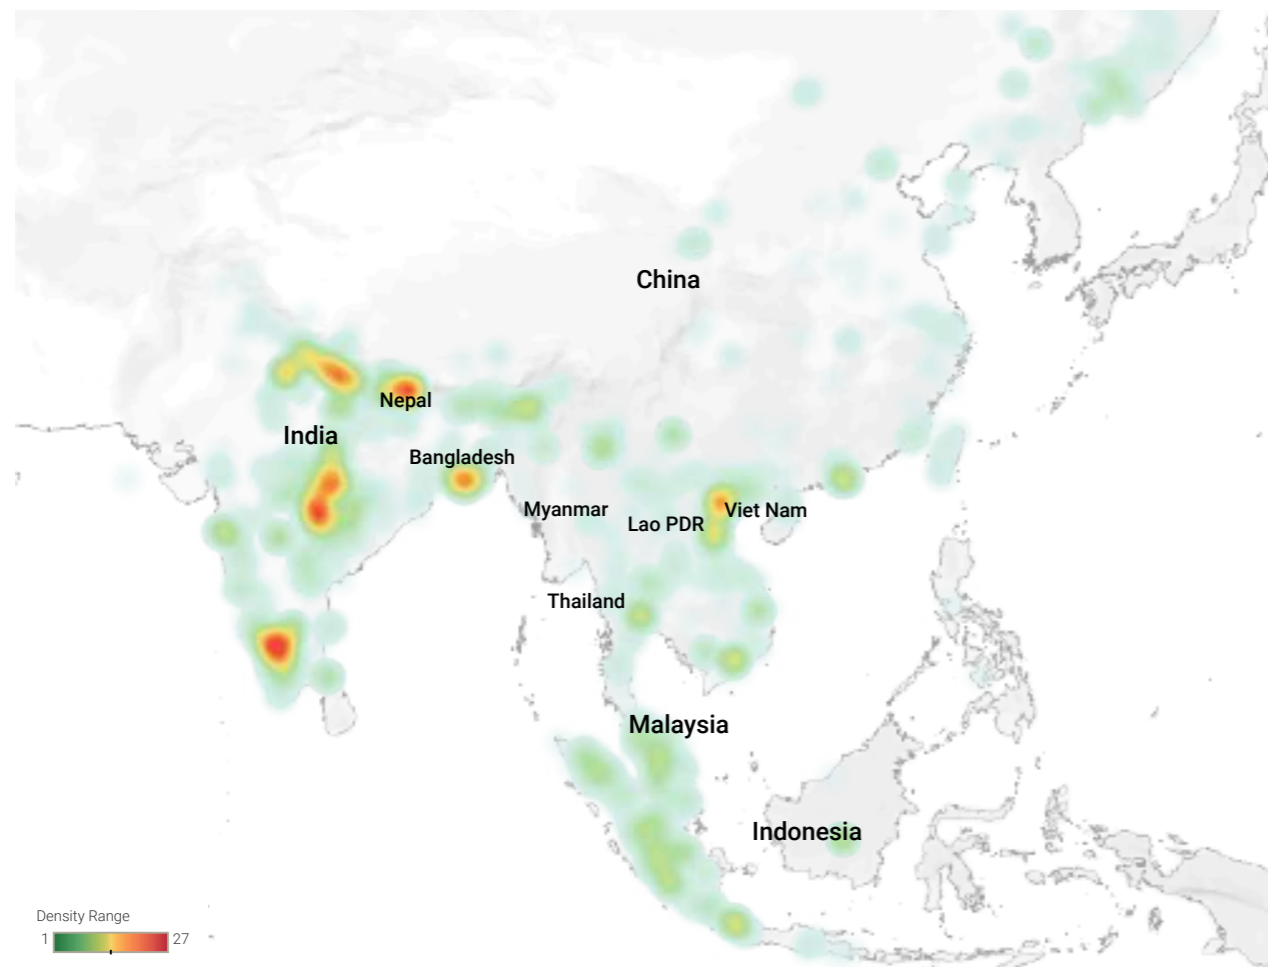 China
Nepal
India
Bangladesh
Myanmar
Viet Nam
Lao PDR
Thailand
Malaysia
Indonesia
Density Range
1
27